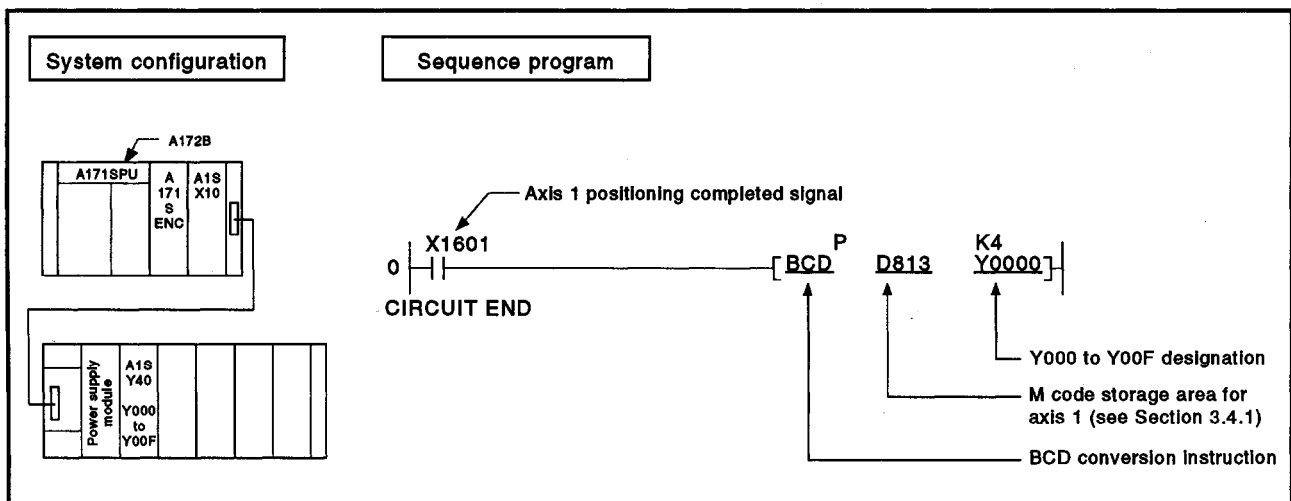 System configuration
Sequence program
A172B
A171SPU
A
171
S
ENC
A1S
X10
Power supply
module
A1S
Y40
Y000
to
Y00F
Axis 1 positioning completed signal
X1601
P
K4
0
BCD
D813
Y0000
CIRCUIT END
Y000 to Y00F designation
M code storage area for
axis 1 (see Section 3.4.1)
BCD conversion instruction